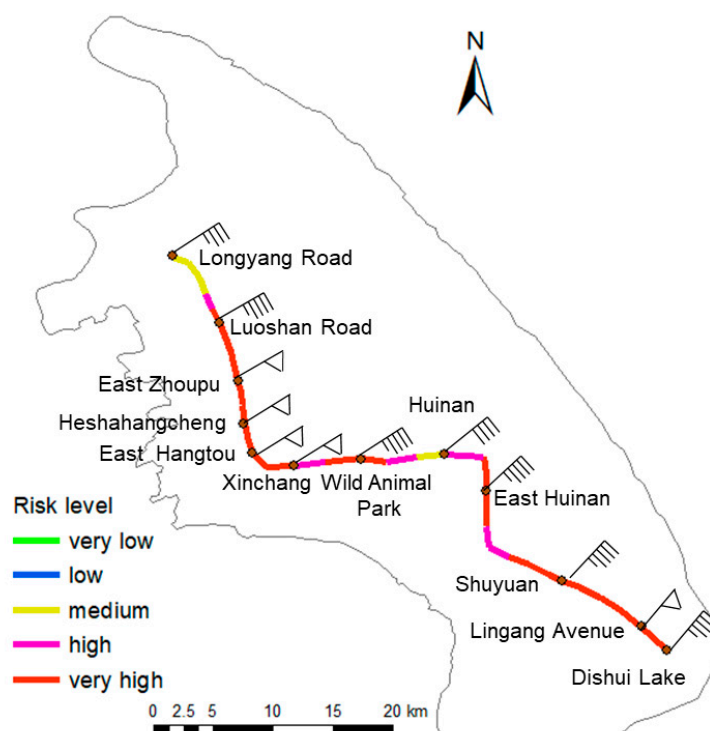 N
Longyang Road
Luoshan Road
East Zhoupu
Huinan
Heshahangcheng
East Hangtou
Xinchang
Wild Animal
Park
East Huinan
Risk level
very low
low
medium
high
very high
Shuyuan
Lingang Avenue
Dishui Lake
0 2.5 5 10 15 20 km